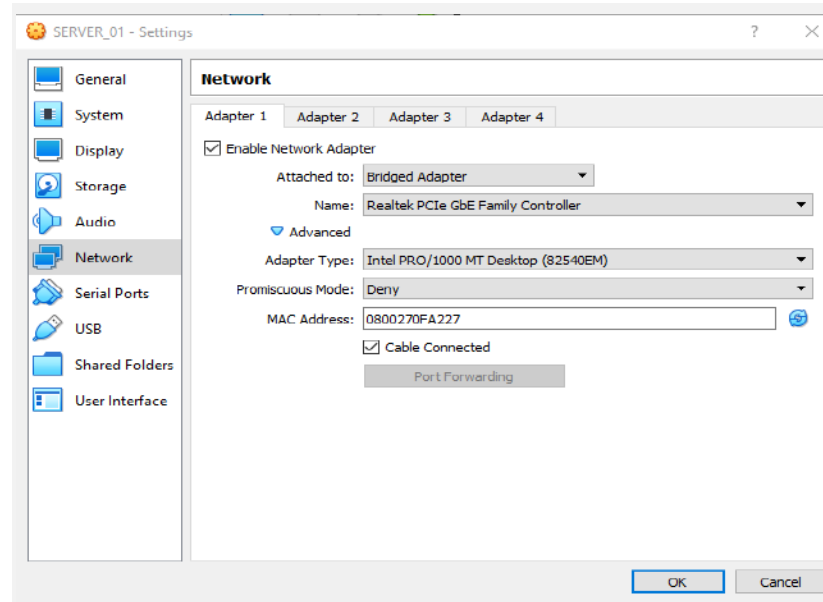 SERVER_01 - Settings
General
System
Display
Storage
Audio
Network
Serial Ports
USB
Shared Folders
User Interface
Network
Adapter 1 Adapter 2 Adapter 3 Adapter 4
Enable Network Adapter
Attached to: Bridged Adapter
Name: Realtek PCIe GbE Family Controller
Advanced
Adapter Type: Intel PRO/1000 MT Desktop (82540EM)
Promiscuous Mode: Deny
MAC Address: 0800270FA227
Cable Connected
Port Forwarding
OK Cancel